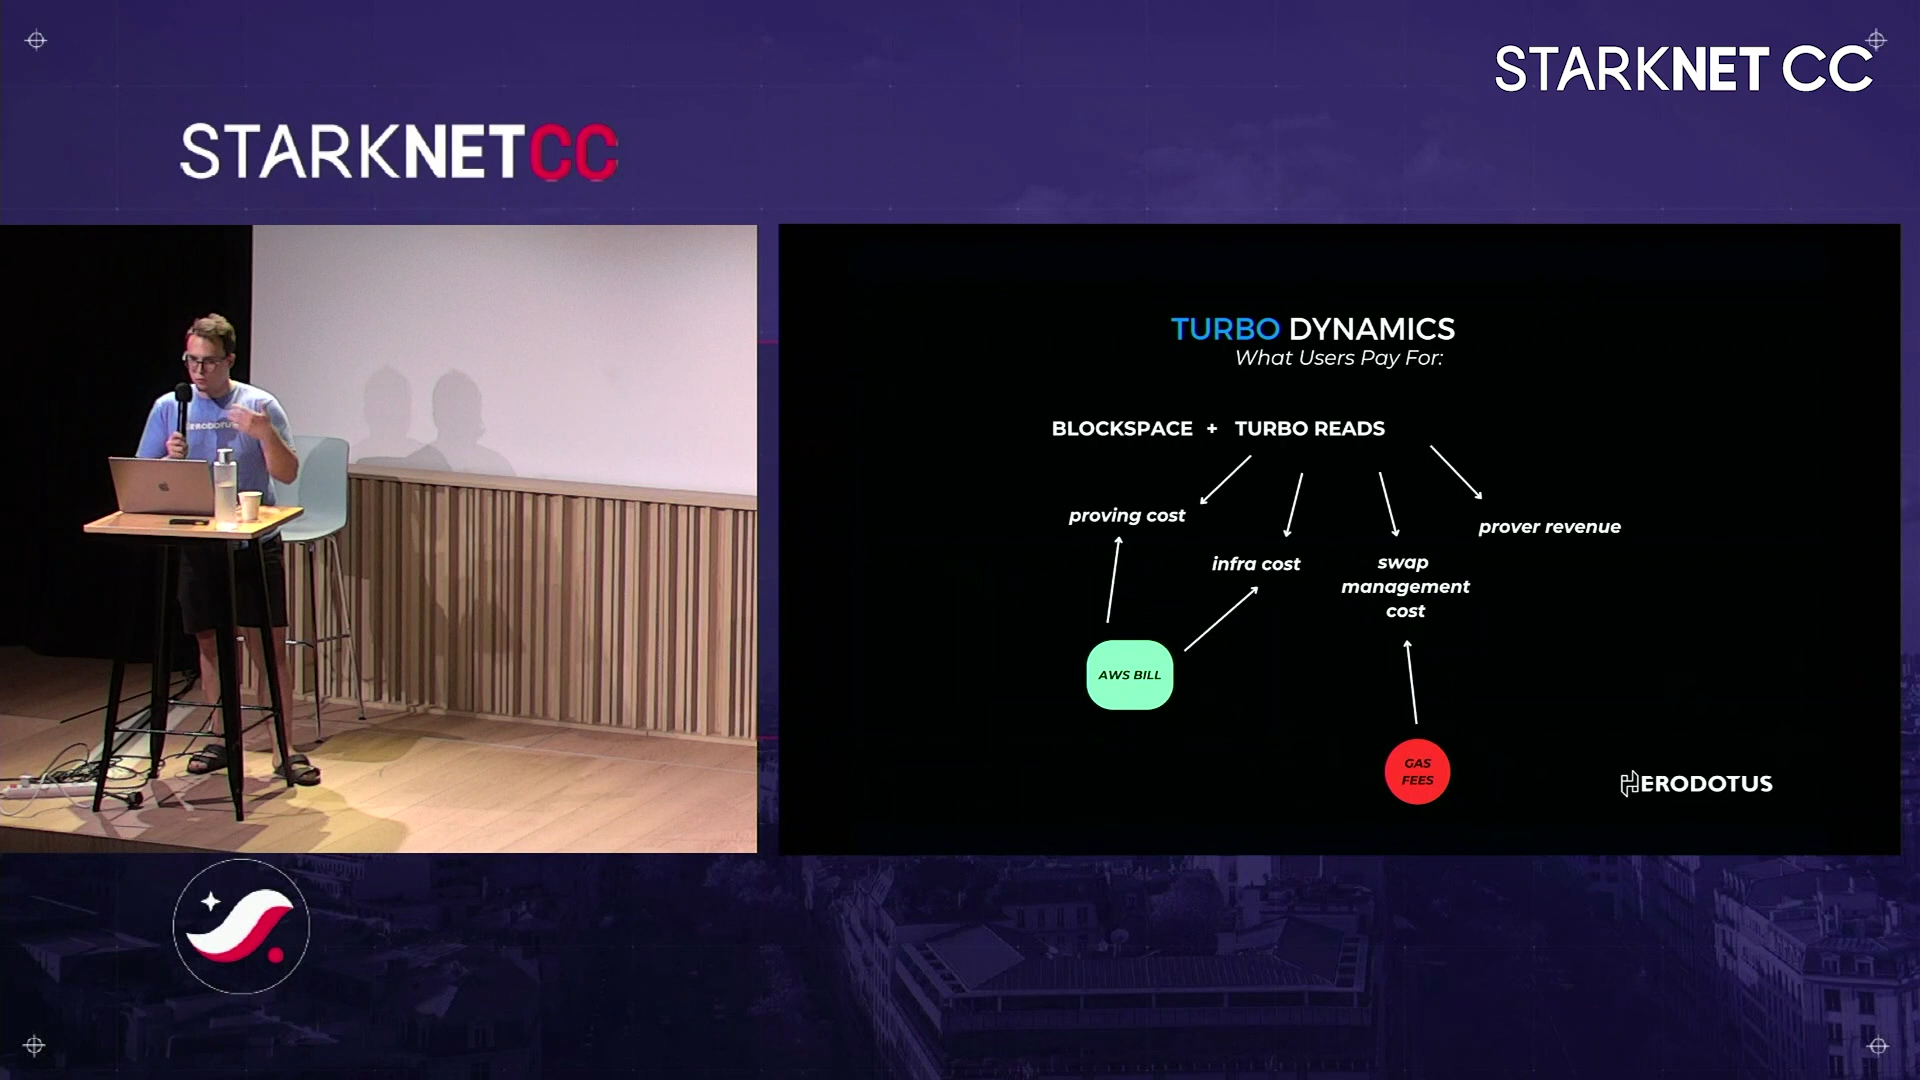 STARKNET CC
STARKNETCC
ERODOTUS
TURBO DYNAMICS
What Users Pay For:
BLOCKSPACE + TURBO READS
proving cost
prover revenue
infra cost
swap
management
cost
AWS BILL
GAS
FEES
HERODOTUS